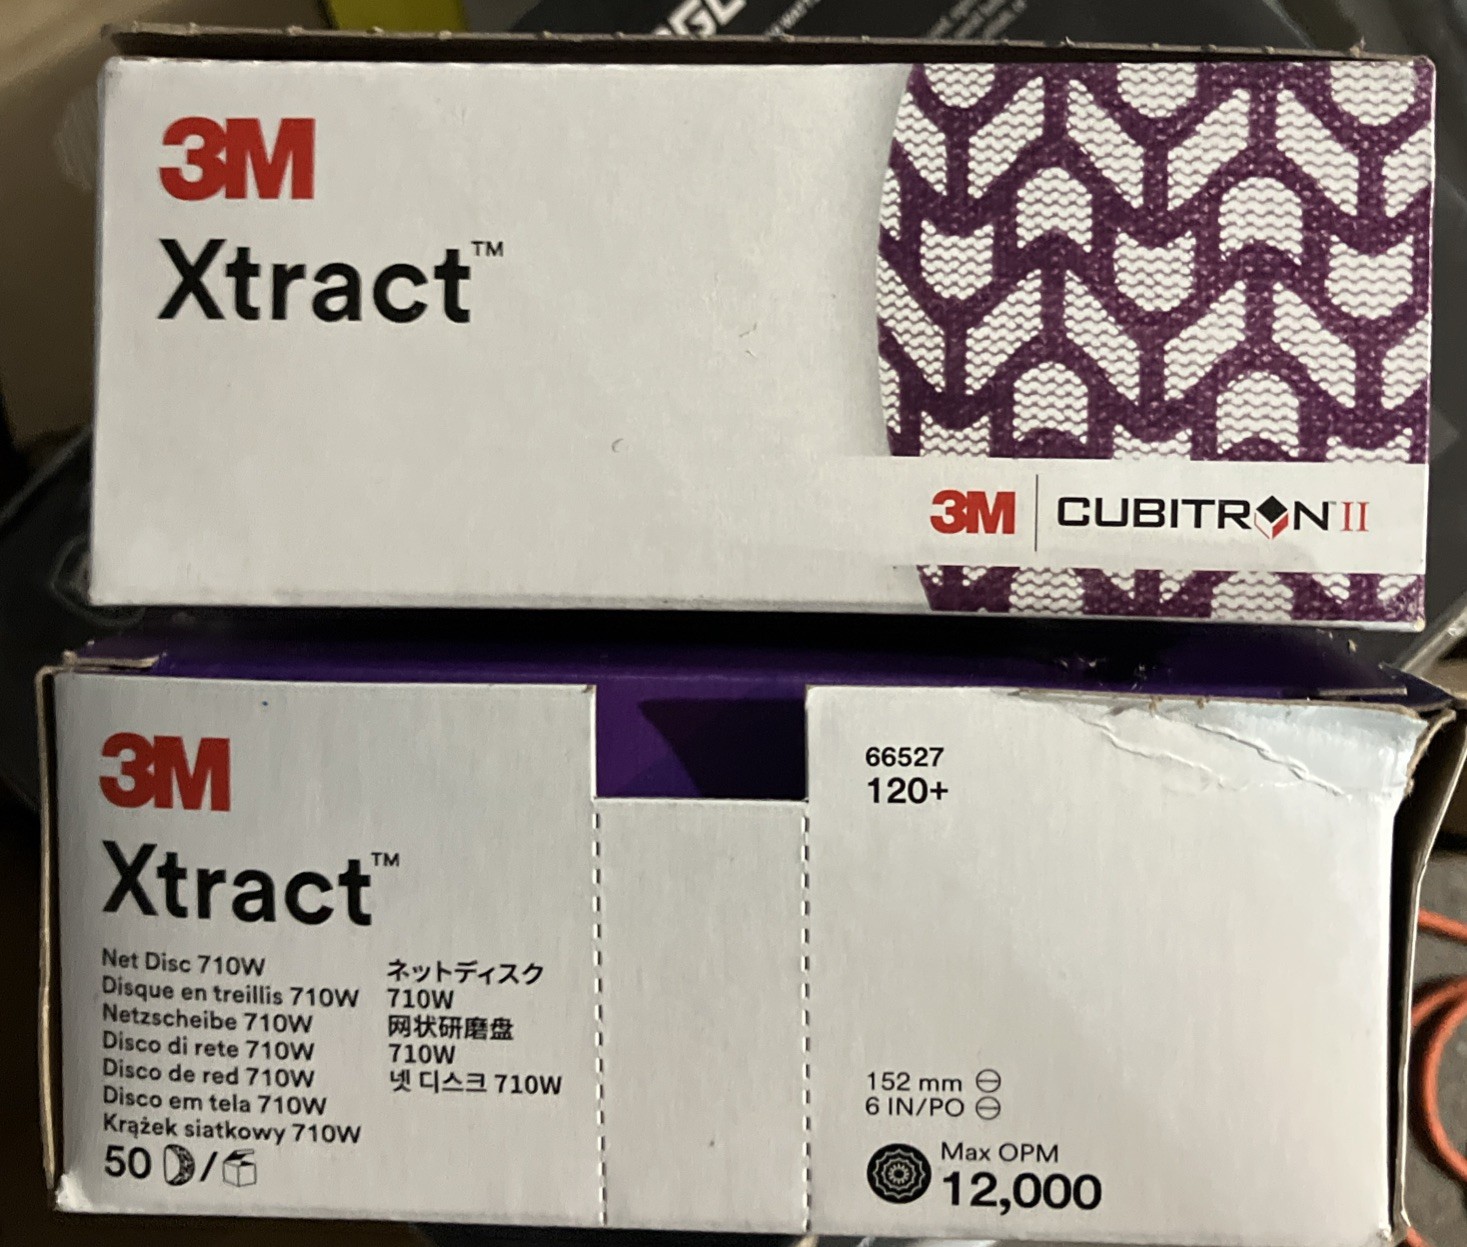 3M
Xtract™
3M CUBITRON™ II
3M
Xtract™
Net Disc 710W
Disque en treillis 710W
Netzscheibe 710W
Disco di rete 710W
Disco de red 710W
Disco em tela 710W
Krążek siatkowy 710W
50 /
ネットディスク
710W
网状研磨盘
710W
넷 디스크 710W
66527
120+
152 mm
6 IN/PO
Max OPM
12,000